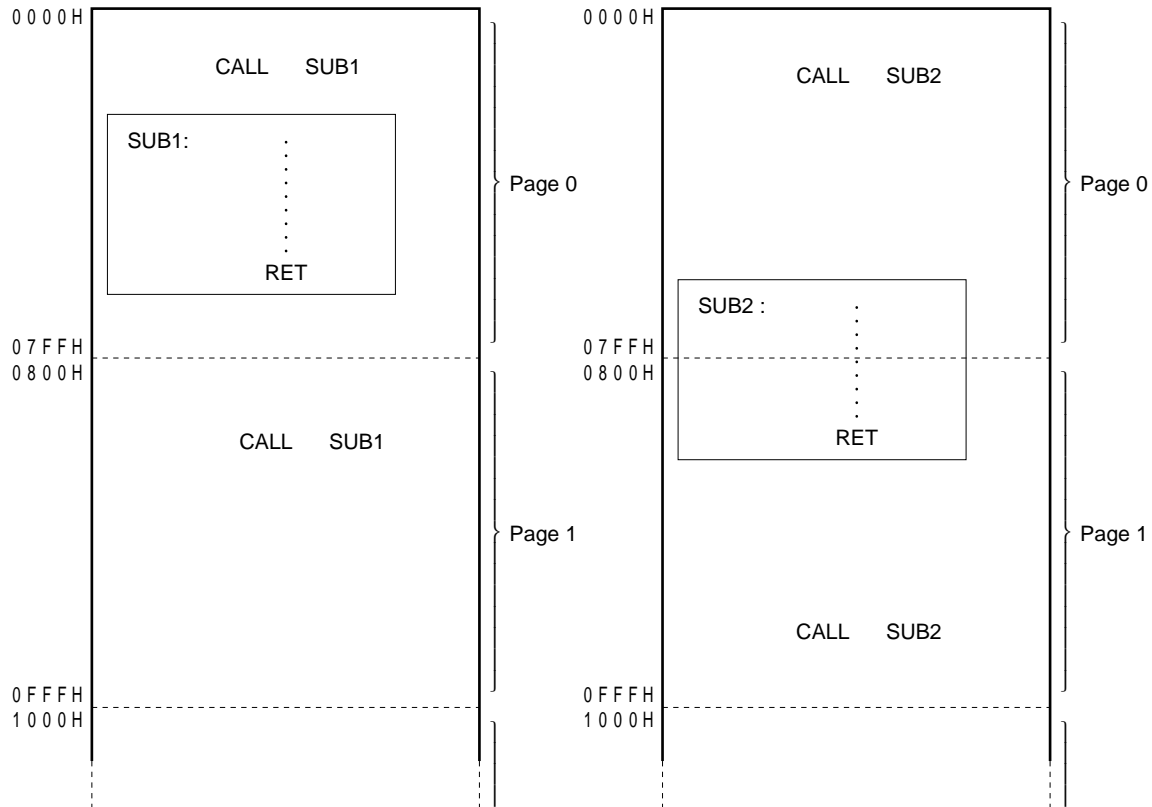 0000H
CALL SUB1
SUB1:
RET
Page 0
07FFH
0800H
CALL SUB1
Page 1
0FFFH
1000H
0000H
CALL SUB2
Page 0
SUB2 :
07FFH
0800H
RET
Page 1
CALL SUB2
0FFFH
1000H